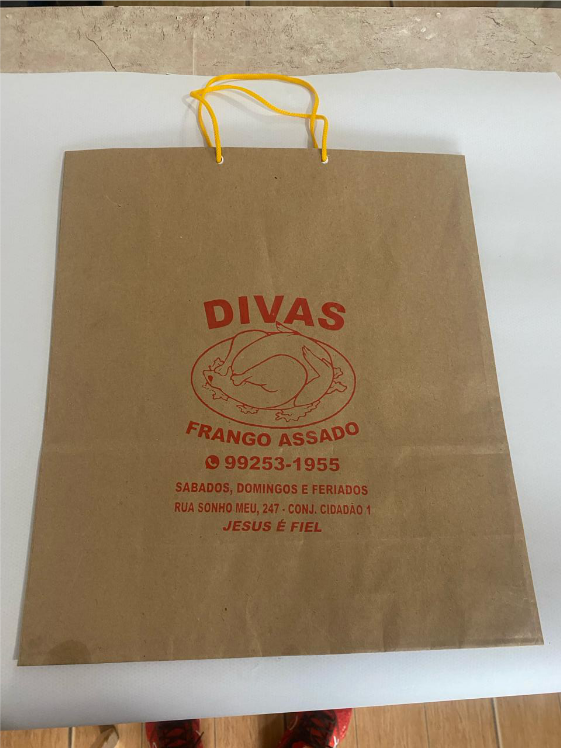 DIVAS
FRANGO ASSADO
99253-1955
SABADOS, DOMINGOS E FERIADOS
RUA SONHO MEU, 247 - CONJ. CIDADÃO 1
JESUS É FIEL